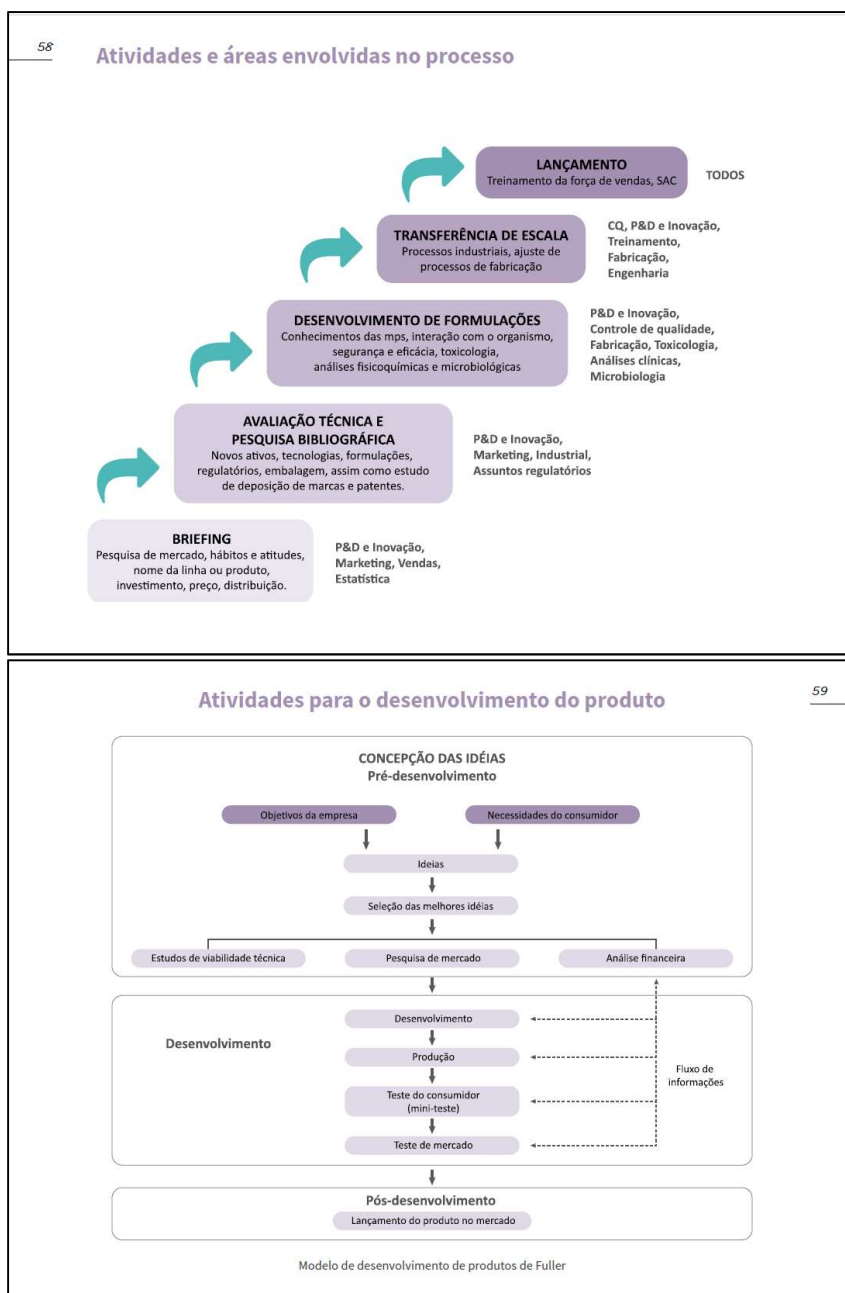 58
Atividades e áreas envolvidas no processo
LANÇAMENTO
Treinamento da força de vendas, SAC
TODOS
TRANSFERÊNCIA DE ESCALA
Processos industriais, ajuste de
processos de fabricação
CQ, P&D e Inovação,
Treinamento,
Fabricação,
Engenharia
DESENVOLVIMENTO DE FORMULAÇÕES
Conhecimentos das mps, interação com o organismo,
segurança e eficácia, toxicologia,
análises fisicoquímicas e microbiológicas
P&D e Inovação,
Controle de qualidade,
Fabricação, Toxicologia,
Análises clínicas,
Microbiologia
AVALIAÇÃO TÉCNICA E
PESQUISA BIBLIOGRÁFICA
Novos ativos, tecnologias, formulações,
regulatórios, embalagem, assim como estudo
de deposição de marcas e patentes.
P&D e Inovação,
Marketing, Industrial,
Assuntos regulatórios
BRIEFING
Pesquisa de mercado, hábitos e atitudes,
nome da linha ou produto,
investimento, preço, distribuição.
P&D e Inovação,
Marketing, Vendas,
Estatística
59
Atividades para o desenvolvimento do produto
CONCEPÇÃO DAS IDÉIAS
Pré-desenvolvimento
Objetivos da empresa
Necessidades do consumidor
Ideias
Seleção das melhores idéias
Estudos de viabilidade técnica
Pesquisa de mercado
Análise financeira
Desenvolvimento
Desenvolvimento
Produção
Teste do consumidor
(mini-teste)
Teste de mercado
Fluxo de
informações
Pós-desenvolvimento
Lançamento do produto no mercado
Modelo de desenvolvimento de produtos de Fuller